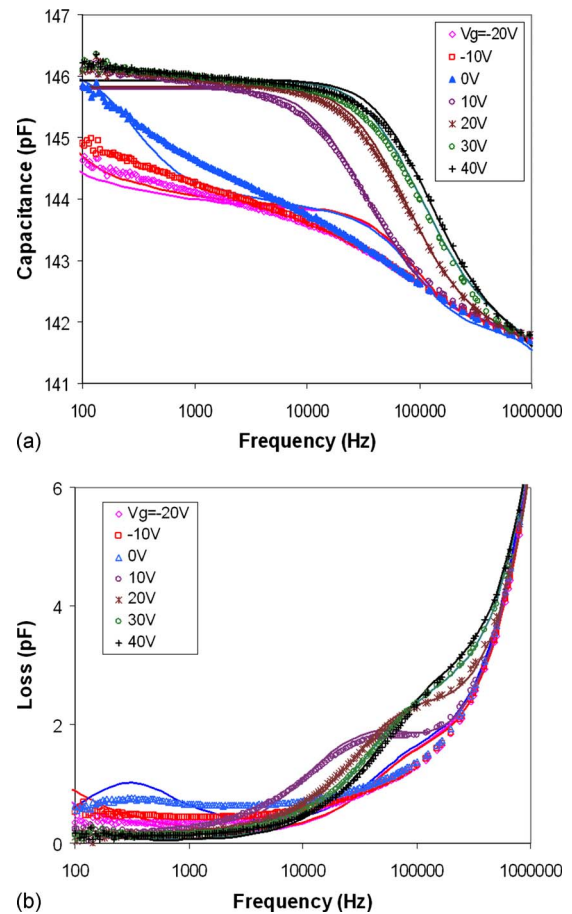 147
146
145
144
143
142
141
Capacitance (pF)
Vg=-20V
-10V
0V
10V
20V
30V
40V
100 1000 10000 100000 1000000
(a) Frequency (Hz)
6
4
2
0
Loss (pF)
Vg=-20V
-10V
0V
10V
20V
30V
40V
100 1000 10000 100000 1000000
(b) Frequency (Hz)